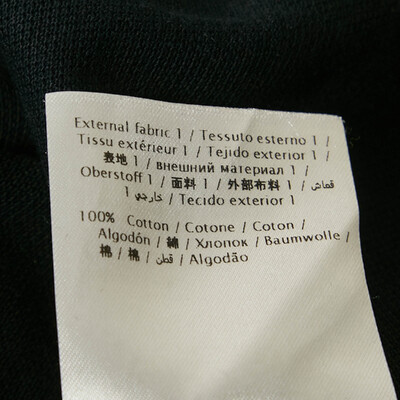 External fabric 1 / Tessuto esterno 1 /
Tissu extérieur 1 / Tejido exterior 1 /
表地 1 / внешний материал 1 /
Oberstoff 1 / 面料 1 / 外部布料 1 / قماش
خارجي 1 / Tecido exterior 1
100% Cotton / Cotone / Coton /
Algodón / 綿 / Хлопок / Baumwolle /
棉 / 棉 / قطن / Algodão